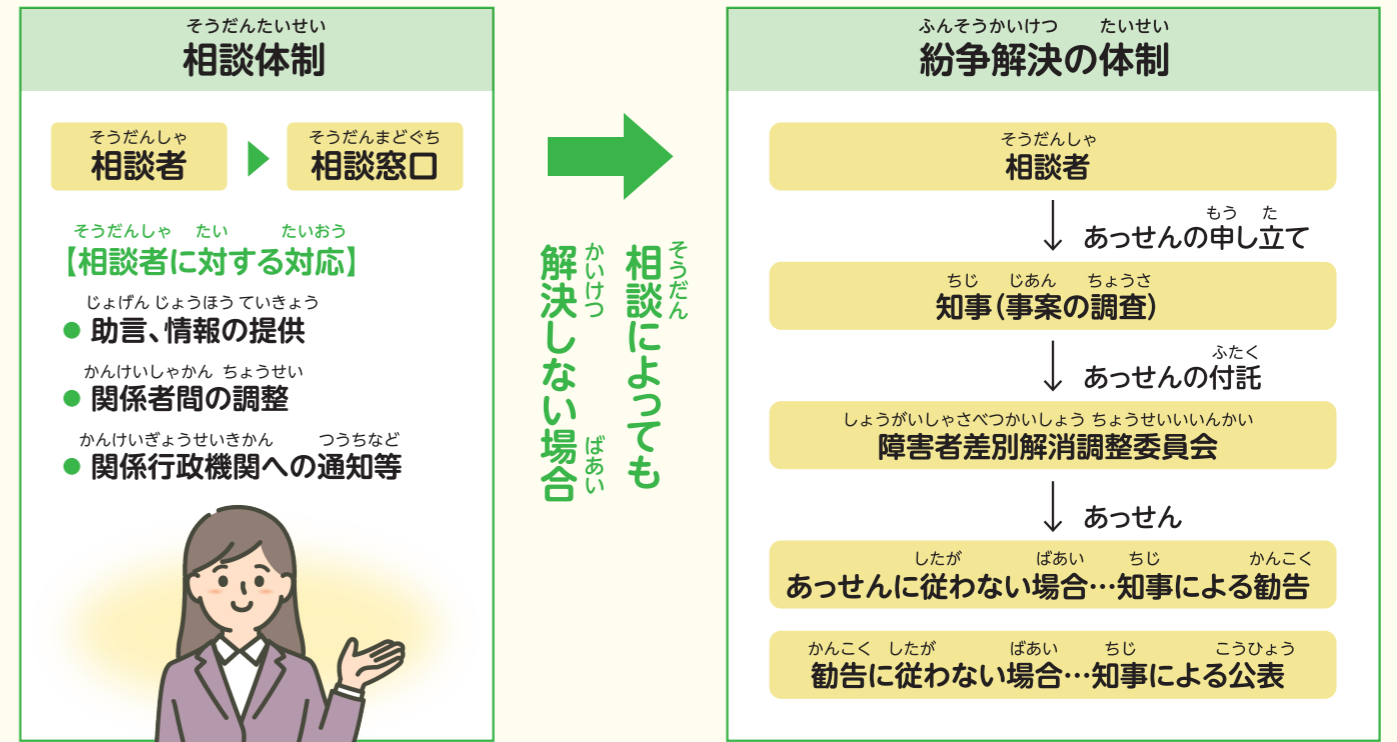 そうだんたいせい
相談体制
そうだんしゃ
相談者
そうだんまどぐち
相談窓口
そうだんしゃ たい たいおう
【相談者に対する対応】
じょげん じょうほう ていきょう
● 助言、情報の提供
かんけいしゃかん ちょうせい
● 関係者間の調整
かんけいぎょうせいきかん つうちなど
● 関係行政機関への通知等
そうだん
相談によっても
かいけつ ばあい
解決しない場合
ふんそうかいけつ たいせい
紛争解決の体制
そうだんしゃ
相談者
もう た
あっせんの申し立て
ちじ じあん ちょうさ
知事(事案の調査)
ふたく
あっせんの付託
しょうがいしゃさべつかいしょう ちょうせいいいんかい
障害者差別解消調整委員会
あっせん
したが ばあい ちじ かんこく
あっせんに従わない場合…知事による勧告
かんこく したが ばあい ちじ こうひょう
勧告に従わない場合…知事による公表